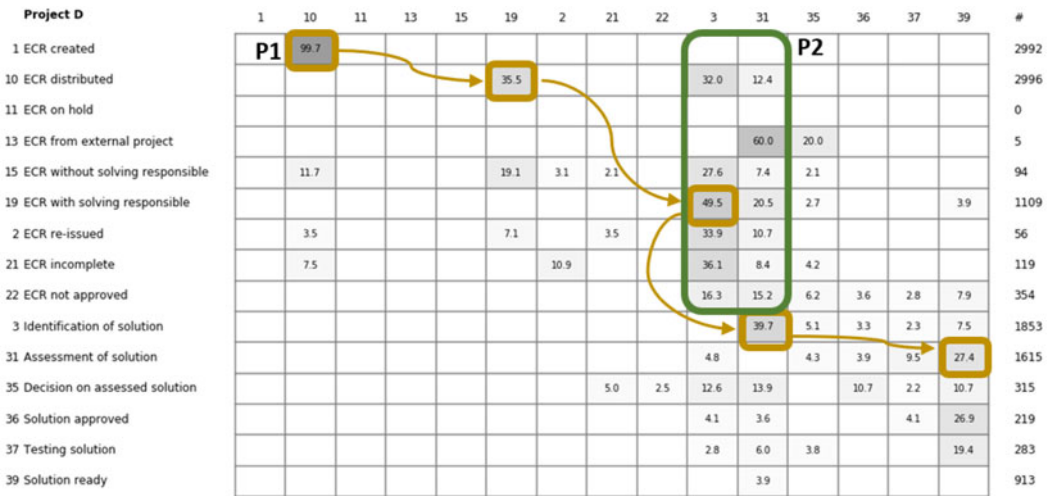 Project D 1 10 11 13 15 19 2 21 22 3 31 35 36 37 39 #
1 ECR created P1 99.7 P2 2992
10 ECR distributed 35.5 32.0 12.4 2996
11 ECR on hold 0
13 ECR from external project 60.0 20.0 5
15 ECR without solving responsible 11.7 19.1 3.1 2.1 27.6 7.4 2.1 94
19 ECR with solving responsible 49.5 20.5 2.7 3.9 1109
2 ECR re-issued 3.5 7.1 3.5 33.9 10.7 56
21 ECR incomplete 7.5 10.9 36.1 8.4 4.2 119
22 ECR not approved 16.3 15.2 6.2 3.6 2.8 7.9 354
3 Identification of solution 39.7 5.1 3.3 2.3 7.5 1853
31 Assessment of solution 4.8 4.3 3.9 9.5 27.4 1615
35 Decision on assessed solution 5.0 2.5 12.6 13.9 10.7 2.2 10.7 315
36 Solution approved 4.1 3.6 4.1 26.9 219
37 Testing solution 2.8 6.0 3.8 19.4 283
39 Solution ready 3.9 913